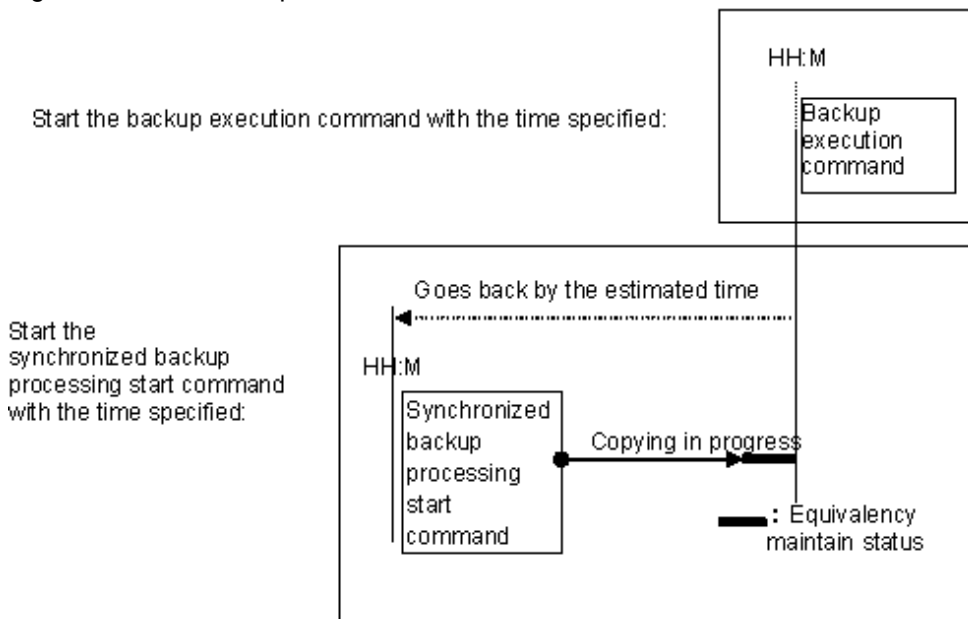 HH:M
Start the backup execution command with the time specified:
Backup
execution
command
Goes back by the estimated time
Start the
synchronized backup
processing start command
with the time specified:
HH:M
Synchronized
backup
processing
start
command
Copying in progress
: Equivalency
maintain status